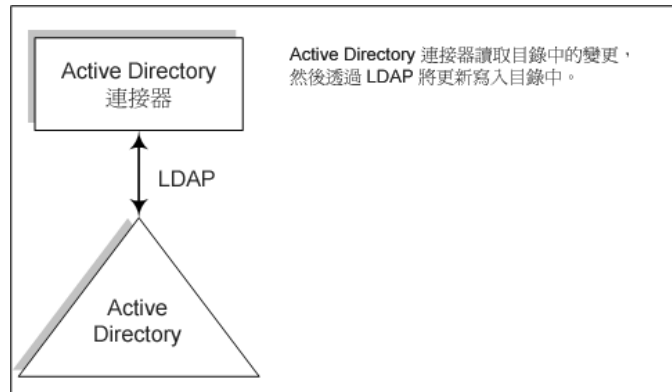 Active Directory
連接器
Active Directory 連接器讀取目錄中的變更，
然後透過 LDAP 將更新寫入目錄中。
LDAP
Active
Directory